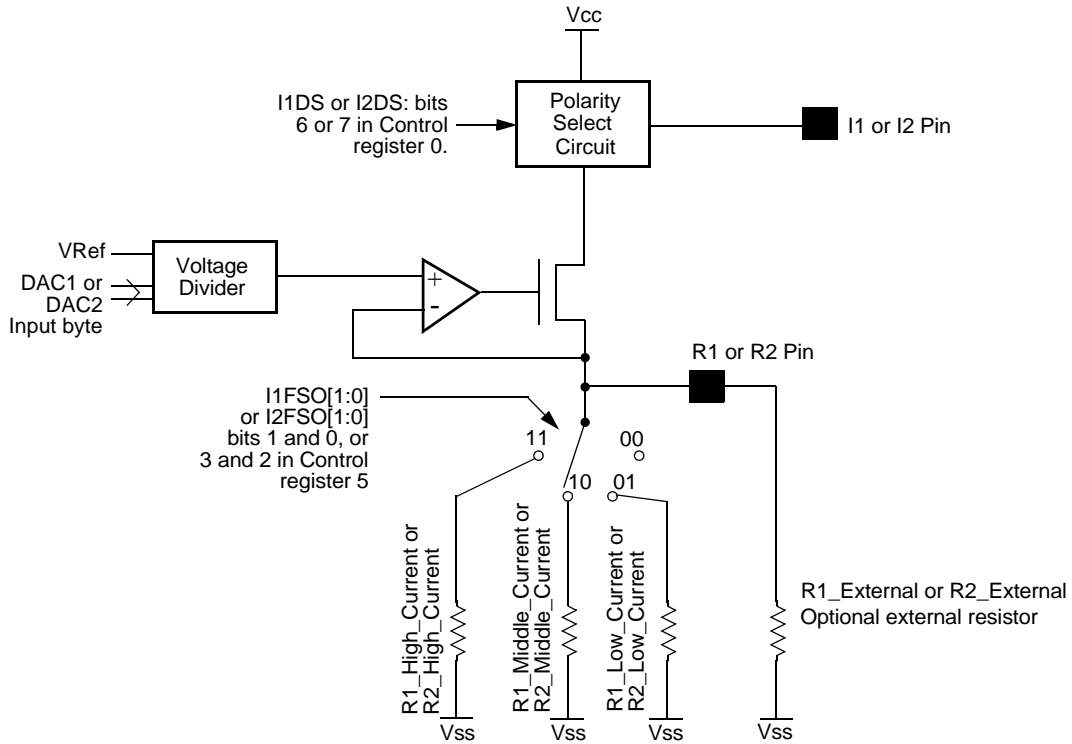 Vcc
I1DS or I2DS: bits
6 or 7 in Control
register 0.
Polarity
Select
Circuit
I1 or I2 Pin
VRef
DAC1 or
DAC2
Input byte
Voltage
Divider
+
-
R1 or R2 Pin
I1FSO[1:0]
or I2FSO[1:0]
bits 1 and 0, or
3 and 2 in Control
register 5
11
00
10
01
R1_High_Current or
R2_High_Current
R1_Middle_Current or
R2_Middle_Current
R1_Low_Current or
R2_Low_Current
R1_External or R2_External
Optional external resistor
Vss
Vss
Vss
Vss